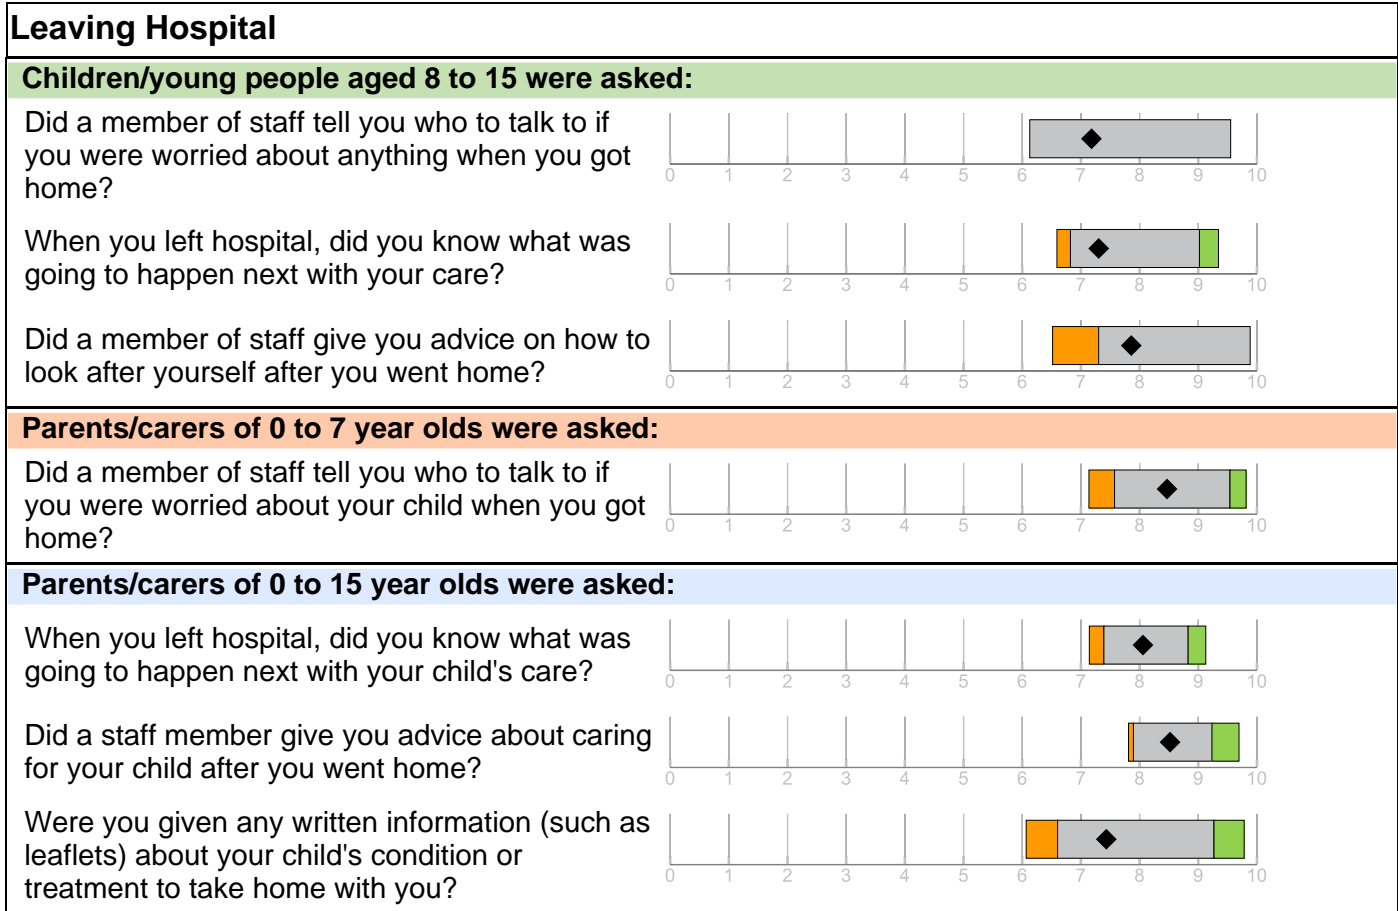 Leaving Hospital
Children/young people aged 8 to 15 were asked:
Did a member of staff tell you who to talk to if
you were worried about anything when you got
home?
0 1 2 3 4 5 6 7 8 9 10
When you left hospital, did you know what was
going to happen next with your care?
0 1 2 3 4 5 6 7 8 9 10
Did a member of staff give you advice on how to
look after yourself after you went home?
0 1 2 3 4 5 6 7 8 9 10
Parents/carers of 0 to 7 year olds were asked:
Did a member of staff tell you who to talk to if
you were worried about your child when you got
home?
0 1 2 3 4 5 6 7 8 9 10
Parents/carers of 0 to 15 year olds were asked:
When you left hospital, did you know what was
going to happen next with your child's care?
0 1 2 3 4 5 6 7 8 9 10
Did a staff member give you advice about caring
for your child after you went home?
0 1 2 3 4 5 6 7 8 9 10
Were you given any written information (such as
leaflets) about your child's condition or
treatment to take home with you?
0 1 2 3 4 5 6 7 8 9 10